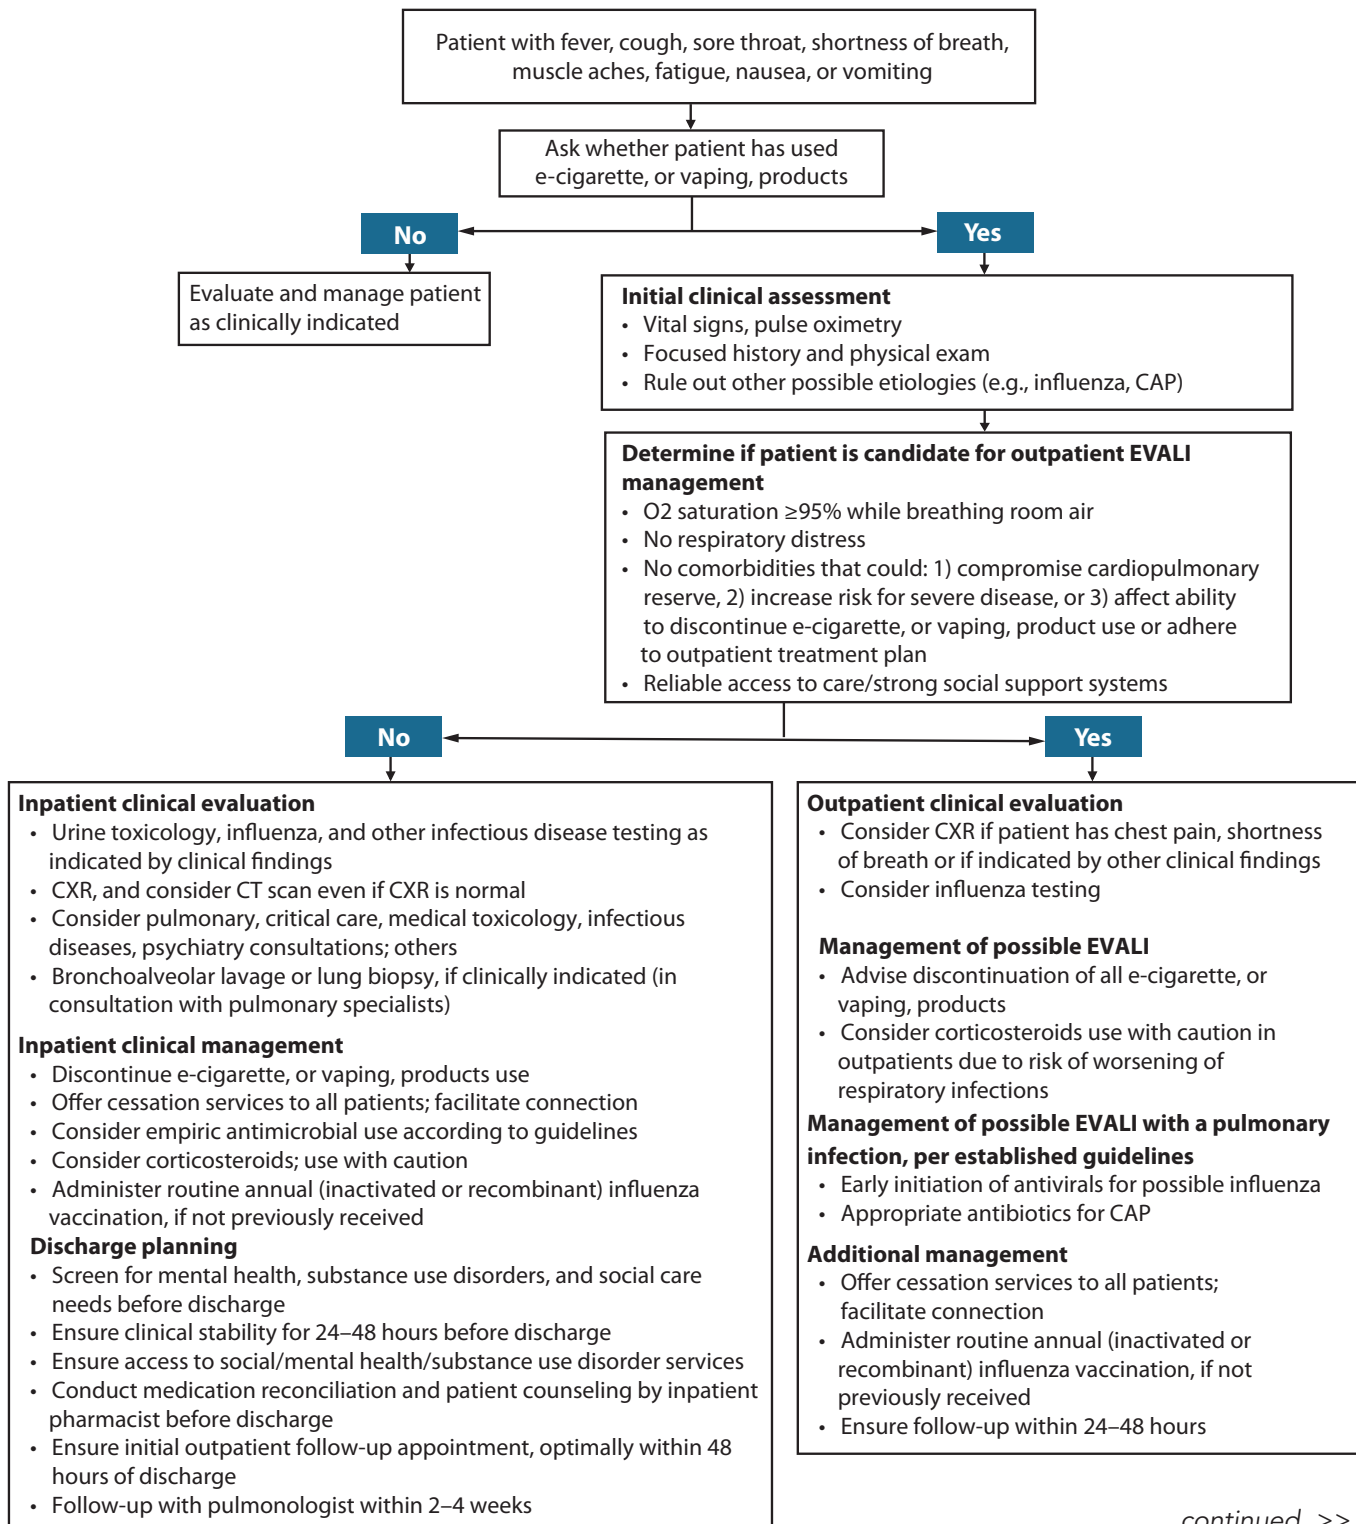 Patient with fever, cough, sore throat, shortness of breath,
muscle aches, fatigue, nausea, or vomiting
Ask whether patient has used
e-cigarette, or vaping, products
No
Yes
Evaluate and manage patient
as clinically indicated
Initial clinical assessment
• Vital signs, pulse oximetry
• Focused history and physical exam
• Rule out other possible etiologies (e.g., influenza, CAP)
Determine if patient is candidate for outpatient EVALI
management
• O2 saturation ≥95% while breathing room air
• No respiratory distress
• No comorbidities that could: 1) compromise cardiopulmonary
reserve, 2) increase risk for severe disease, or 3) affect ability
to discontinue e-cigarette, or vaping, product use or adhere
to outpatient treatment plan
• Reliable access to care/strong social support systems
No
Yes
Inpatient clinical evaluation
• Urine toxicology, influenza, and other infectious disease testing as
indicated by clinical findings
• CXR, and consider CT scan even if CXR is normal
• Consider pulmonary, critical care, medical toxicology, infectious
diseases, psychiatry consultations; others
• Bronchoalveolar lavage or lung biopsy, if clinically indicated (in
consultation with pulmonary specialists)
Inpatient clinical management
• Discontinue e-cigarette, or vaping, products use
• Offer cessation services to all patients; facilitate connection
• Consider empiric antimicrobial use according to guidelines
• Consider corticosteroids; use with caution
• Administer routine annual (inactivated or recombinant) influenza
vaccination, if not previously received
Discharge planning
• Screen for mental health, substance use disorders, and social care
needs before discharge
• Ensure clinical stability for 24–48 hours before discharge
• Ensure access to social/mental health/substance use disorder services
• Conduct medication reconciliation and patient counseling by inpatient
pharmacist before discharge
• Ensure initial outpatient follow-up appointment, optimally within 48
hours of discharge
• Follow-up with pulmonologist within 2–4 weeks
Outpatient clinical evaluation
• Consider CXR if patient has chest pain, shortness
of breath or if indicated by other clinical findings
• Consider influenza testing
Management of possible EVALI
• Advise discontinuation of all e-cigarette, or
vaping, products
• Consider corticosteroids use with caution in
outpatients due to risk of worsening of
respiratory infections
Management of possible EVALI with a pulmonary
infection, per established guidelines
• Early initiation of antivirals for possible influenza
• Appropriate antibiotics for CAP
Additional management
• Offer cessation services to all patients;
facilitate connection
• Administer routine annual (inactivated or
recombinant) influenza vaccination, if not
previously received
• Ensure follow-up within 24–48 hours
continued >>